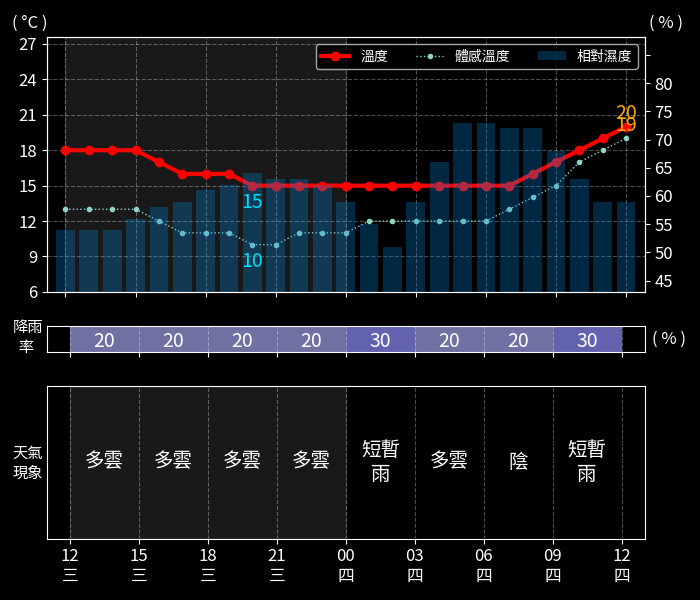 ( °C )
( % )
27
24
21
18
15
12
9
6
80
75
70
65
60
55
50
45
溫度
體感溫度
相對濕度
20
19
15
10
降雨
率
20
20
20
20
30
20
20
30
( % )
天氣
現象
多雲
多雲
多雲
多雲
短暫
雨
多雲
陰
短暫
雨
12
三
15
三
18
三
21
三
00
四
03
四
06
四
09
四
12
四